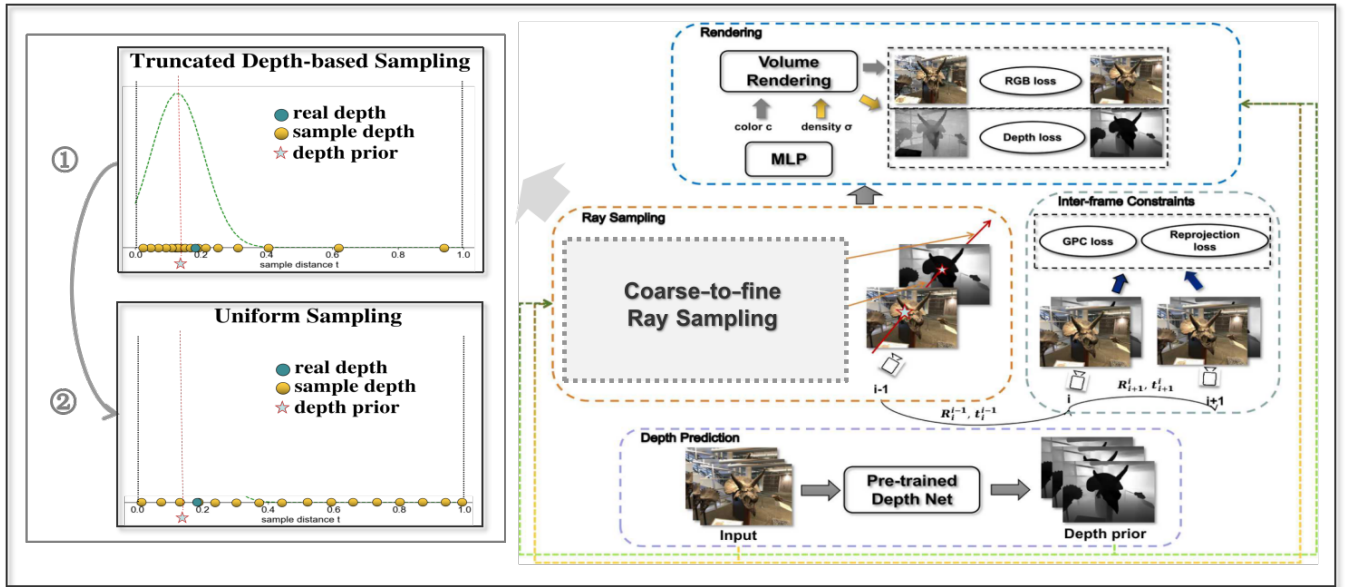 ①
Truncated Depth-based Sampling
real depth
sample depth
depth prior
0.0 0.2 0.4 0.6 0.8 1.0
sample distance t
②
Uniform Sampling
real depth
sample depth
depth prior
0.0 0.2 0.4 0.6 0.8 1.0
sample distance t
Rendering
Volume
Rendering
RGB loss
color c
density σ
Depth loss
MLP
Ray Sampling
Coarse-to-fine
Ray Sampling
i-1
Inter-frame Constraints
GPC loss
Reprojection
loss
i
i+1
R_{i+1}^{i}, t_{i+1}^{i}
R_{i}^{i-1}, t_{i}^{i-1}
Depth Prediction
Pre-trained
Depth Net
Input
Depth prior